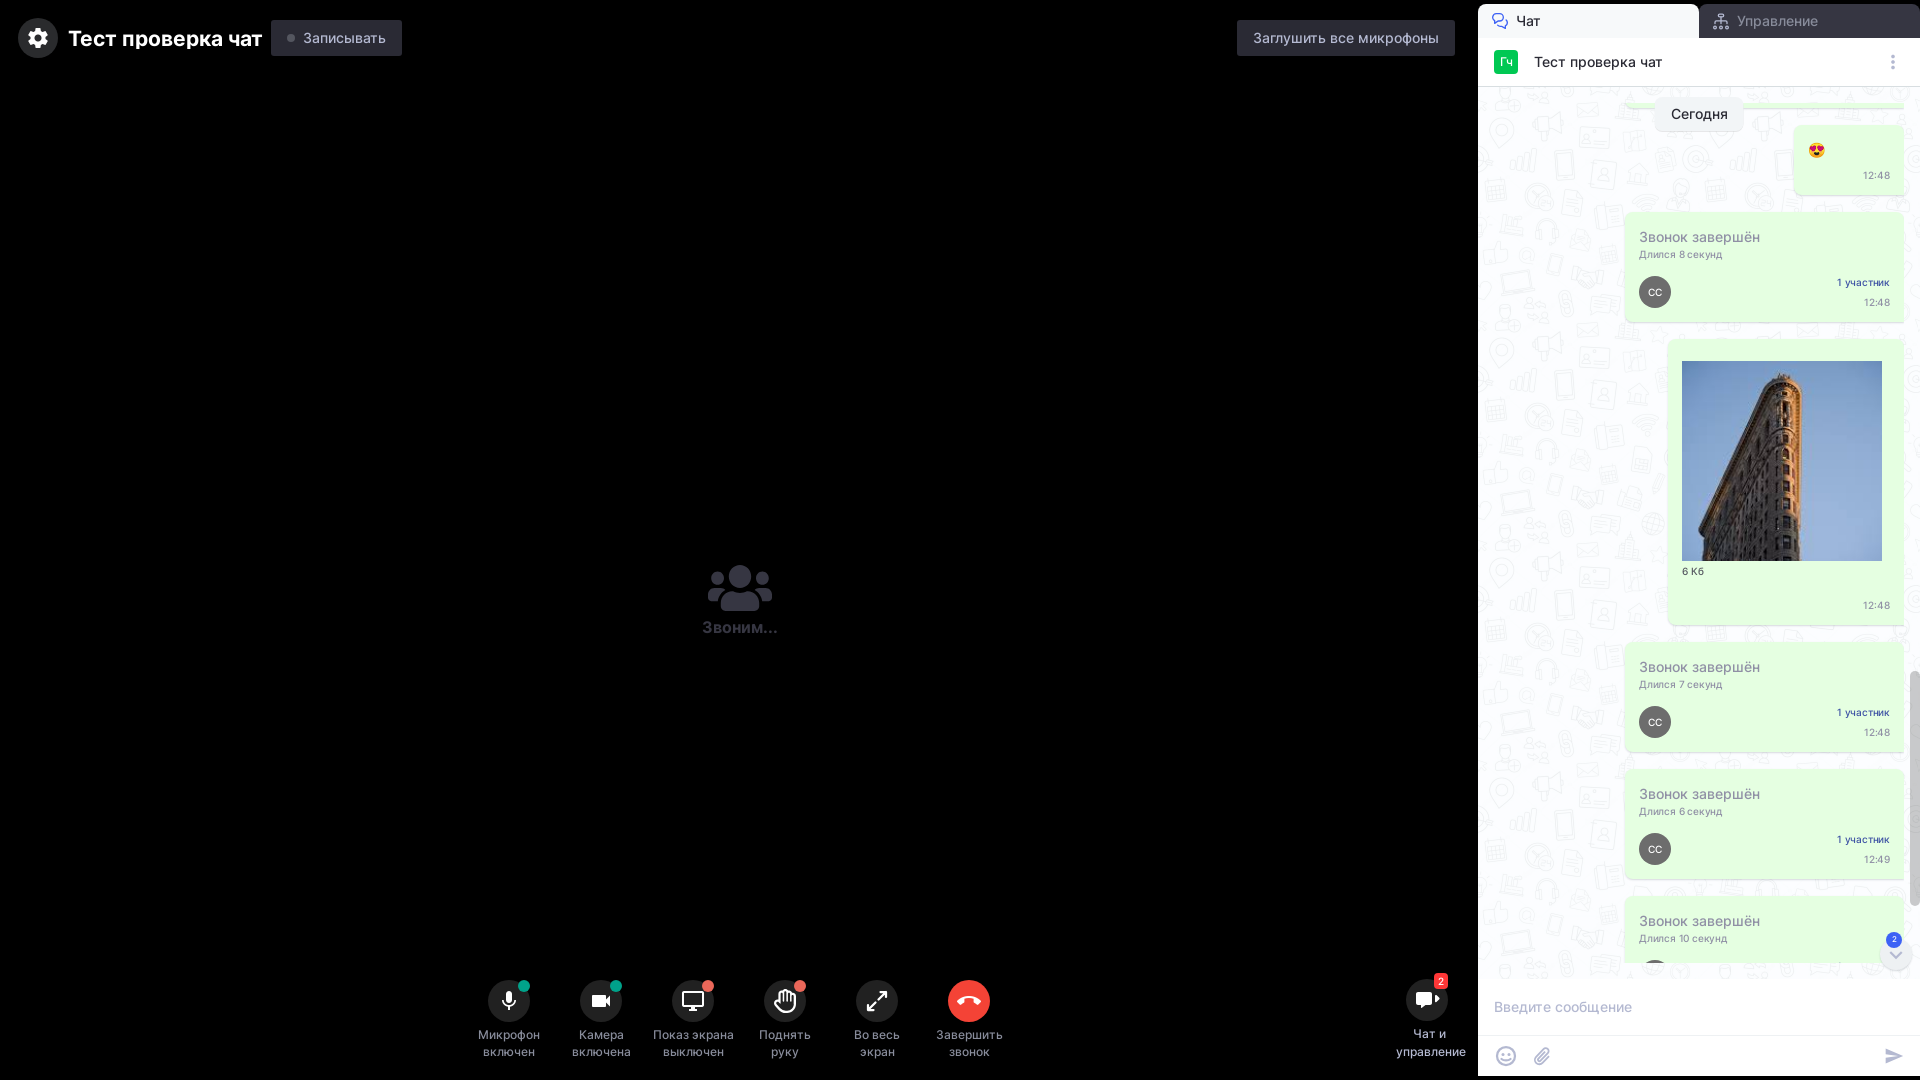 Тест проверка чат
Записывать
Заглушить все микрофоны
Звоним...
Микрофон
включен
Камера
включена
Показ экрана
выключен
Поднять
руку
Во весь
экран
Завершить
звонок
2
Чат и
управление
Чат
Управление
Гч
Тест проверка чат
Сегодня
12:48
Звонок завершён
Длился 8 секунд
СС
1 участник
12:48
6 Кб
12:48
Звонок завершён
Длился 7 секунд
СС
1 участник
12:48
Звонок завершён
Длился 6 секунд
СС
1 участник
12:49
Звонок завершён
Длился 10 секунд
2
Введите сообщение